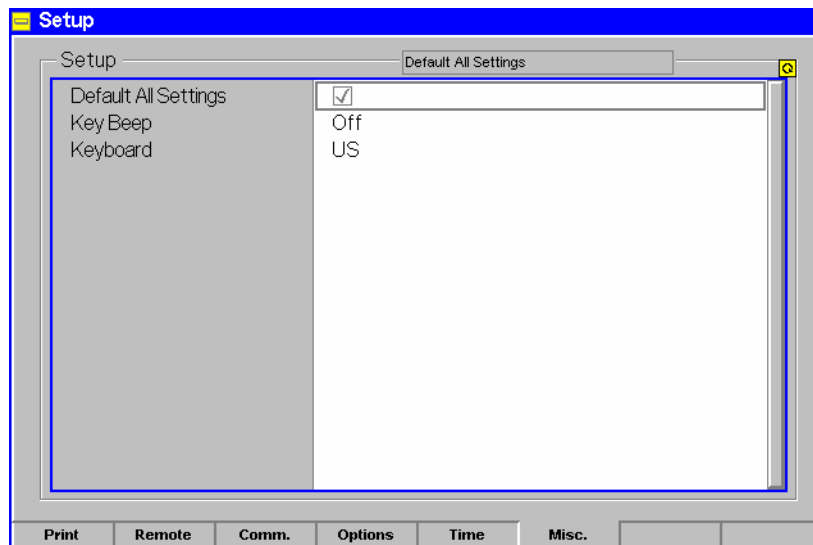 Setup
Setup
Default All Settings
Default All Settings
Key Beep Off
Keyboard US
Print Remote Comm. Options Time Misc.